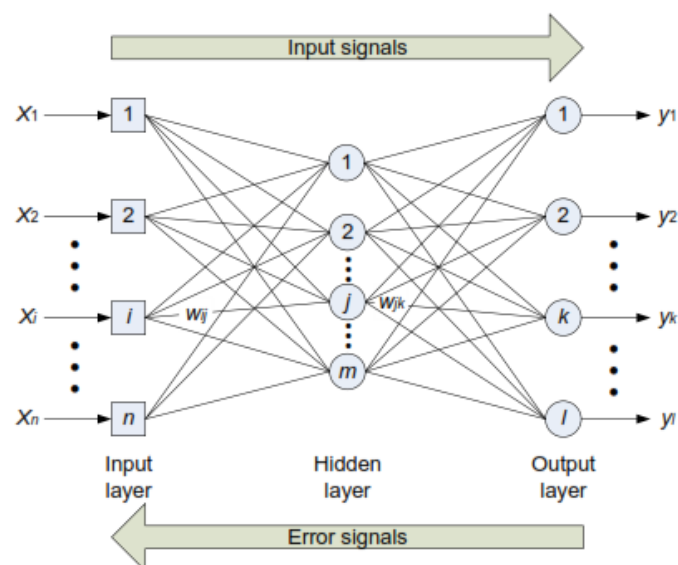 Input signals
x1 1 1 y1
1
x2 2 2 y2
2
xi i wij j wjk k yk
m
xn n l yl
Input layer
Hidden layer
Output layer
Error signals